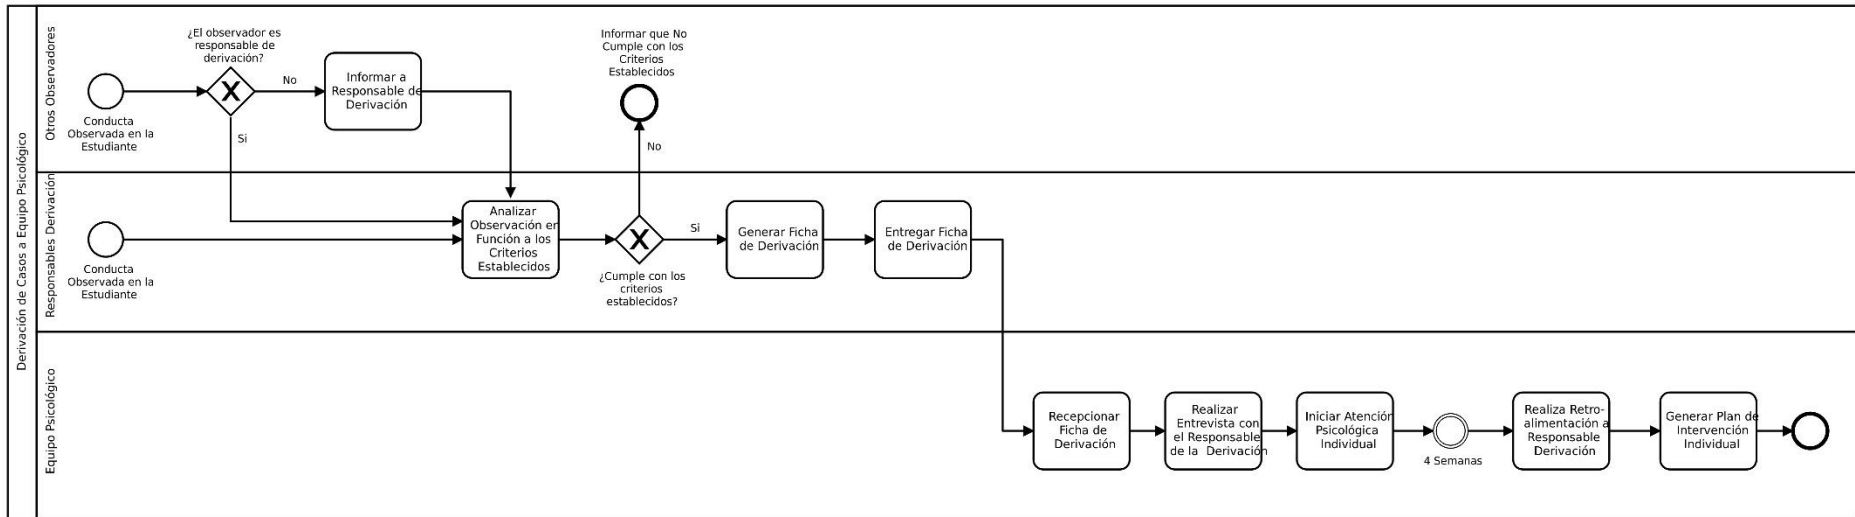 Derivación de Casos a Equipo Psicológico
Otros Observadores
Conducta
Observada en la
Estudiante
¿El observador es
responsable de
derivación?
No
Si
Informar a
Responsable de
Derivación
Informar que No
Cumple con los
Criterios
Establecidos
No
Responsables Derivación
Conducta
Observada en la
Estudiante
Analizar
Observación en
Función a los
Criterios
Establecidos
¿Cumple con los
criterios
establecidos?
Si
Generar Ficha
de Derivación
Entregar Ficha
de Derivación
Equipo Psicológico
Recepcionar
Ficha de
Derivación
Realizar
Entrevista con
el Responsable
de la Derivación
Iniciar Atención
Psicológica
Individual
4 Semanas
Realiza Retro-
alimentación a
Responsable
Derivación
Generar Plan de
Intervención
Individual